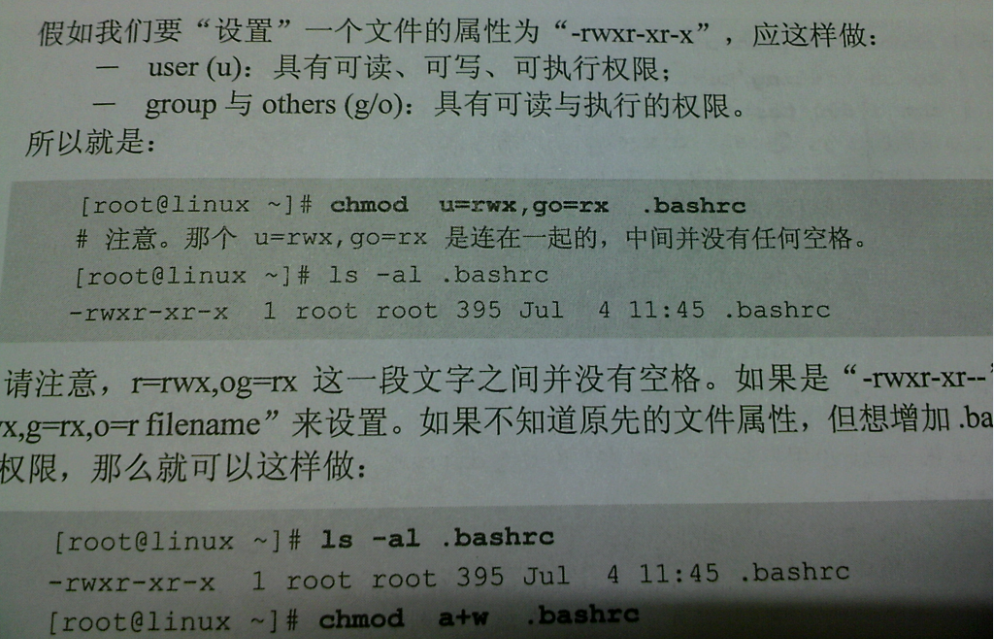 假如我们要“设置”一个文件的属性为“-rwxr-xr-x”，应这样做：
— user (u)：具有可读、可写、可执行权限；
— group 与 others (g/o)：具有可读与执行的权限。
所以就是：
[root@linux ~]# chmod u=rwx,go=rx .bashrc
# 注意。那个 u=rwx,go=rx 是连在一起的，中间并没有任何空格。
[root@linux ~]# ls -al .bashrc
-rwxr-xr-x 1 root root 395 Jul 4 11:45 .bashrc
请注意，r=rwx,og=rx 这一段文字之间并没有空格。如果是“-rwxr-xr--”
x,g=rx,o=r filename”来设置。如果不知道原先的文件属性，但想增加 .ba
权限，那么就可以这样做：
[root@linux ~]# ls -al .bashrc
-rwxr-xr-x 1 root root 395 Jul 4 11:45 .bashrc
[root@linux ~]# chmod a+w .bashrc